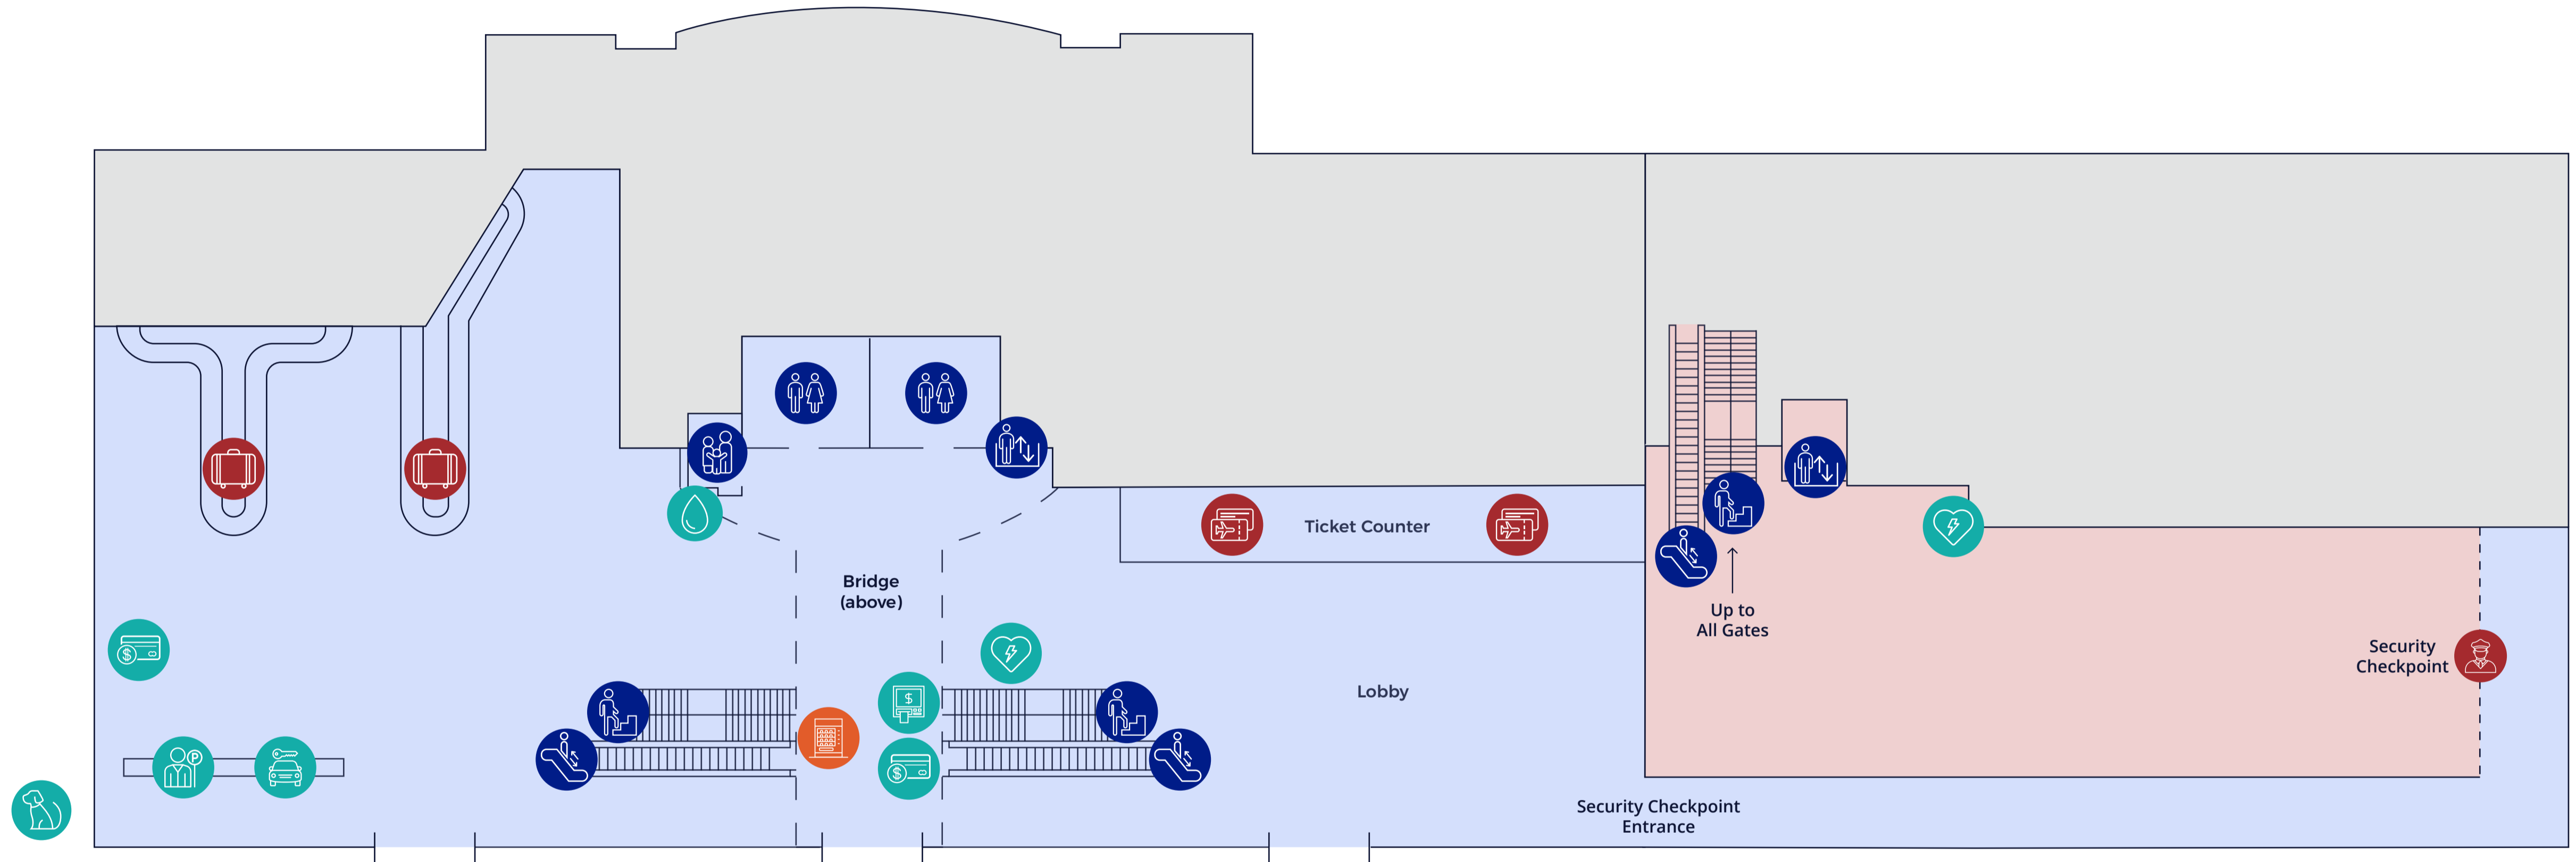 Ticket Counter
Bridge
(above)
Up to
All Gates
Security
Checkpoint
Lobby
Security Checkpoint
Entrance
P
$
$
$